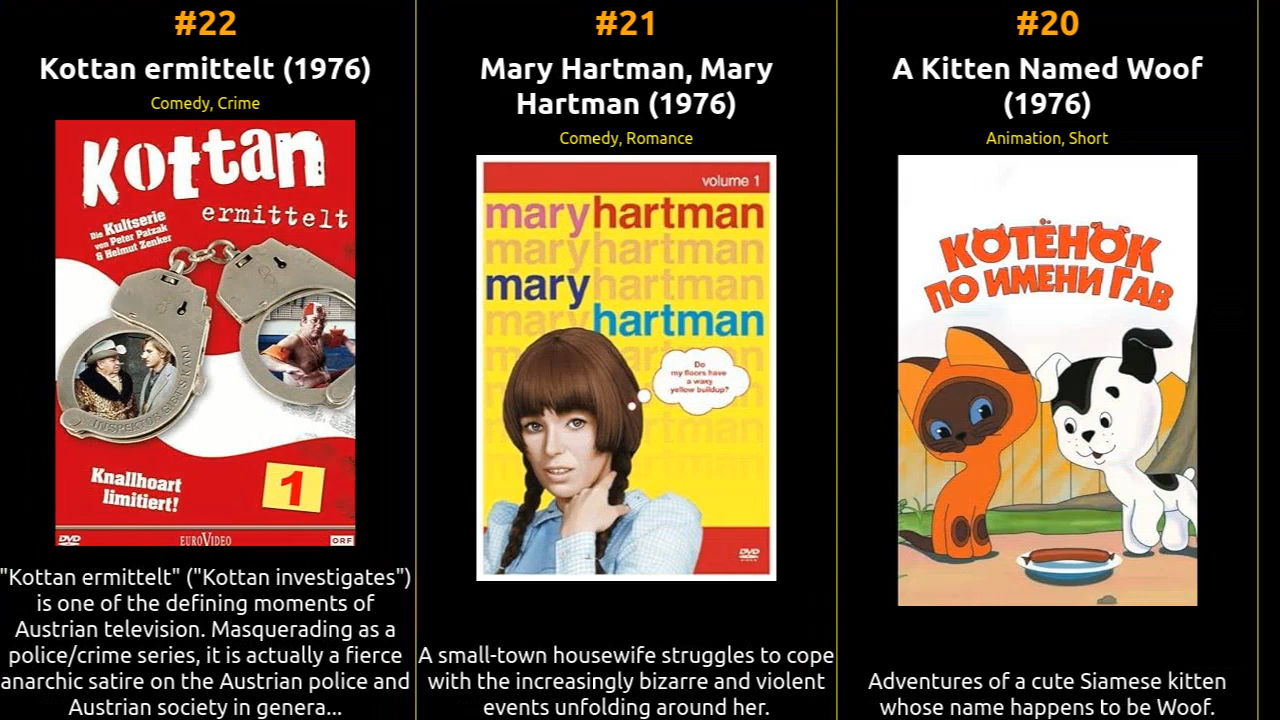 #22
Kottan ermittelt (1976)
Comedy, Crime
Kottan
ermittelt
Die Kultserie
von Peter Patzak
& Helmut Zenker
Knallhoart
limitiert!
1
DVD
EUROVIDEO
ORF
"Kottan ermittelt" ("Kottan investigates")
is one of the defining moments of
Austrian television. Masquerading as a
police/crime series, it is actually a fierce
anarchic satire on the Austrian police and
Austrian society in genera...
#21
Mary Hartman, Mary
Hartman (1976)
Comedy, Romance
volume 1
maryhartman
maryhartman
maryhartman
maryhartman
Do
my floors have
a waxy
yellow buildup?
DVD
A small-town housewife struggles to cope
with the increasingly bizarre and violent
events unfolding around her.
#20
A Kitten Named Woof
(1976)
Animation, Short
КОТЁНОК
ПО ИМЕНИ ГАВ
Adventures of a cute Siamese kitten
whose name happens to be Woof.